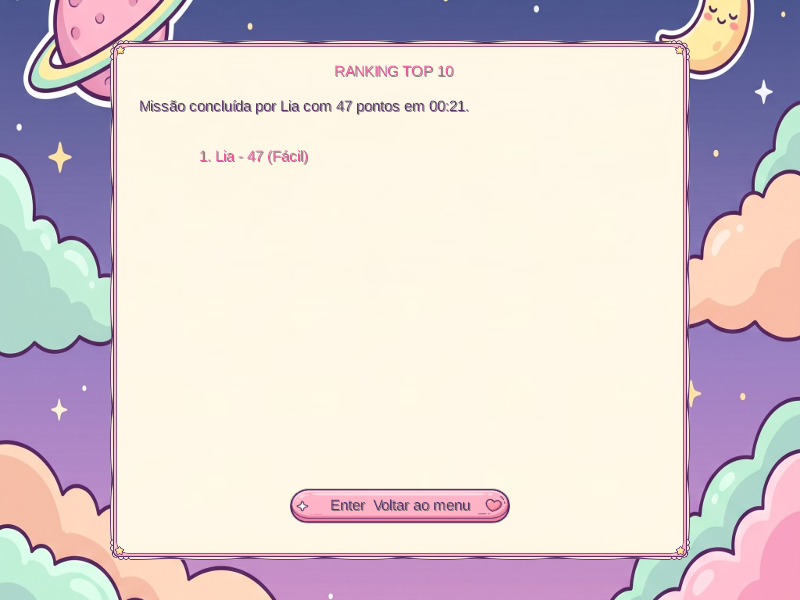 RANKING TOP 10
Missão concluída por Lia com 47 pontos em 00:21.
1. Lia - 47 (Fácil)
Enter Voltar ao menu